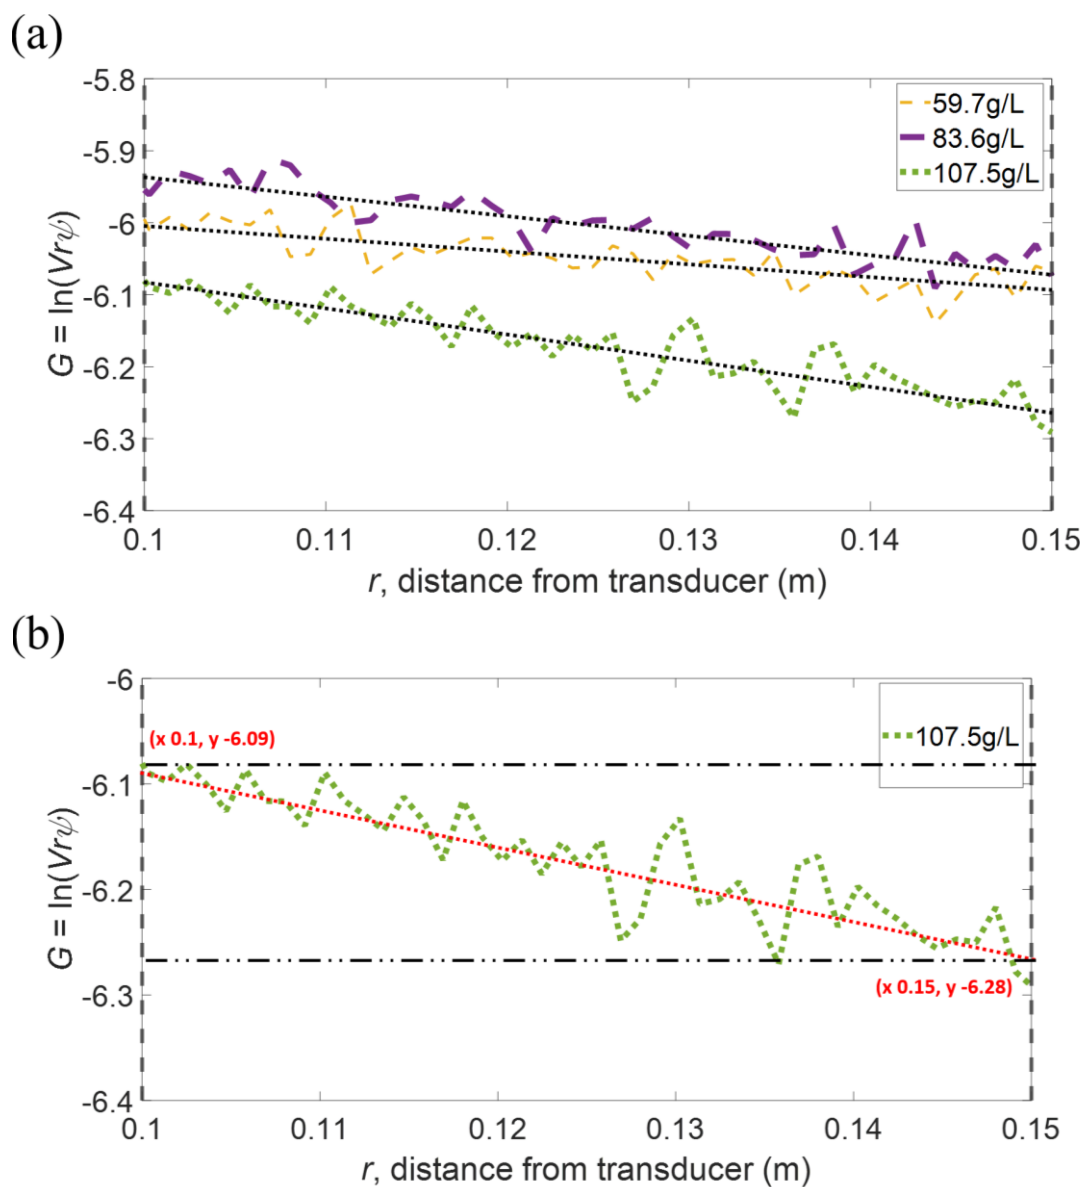 (a)
-5.8
-5.9
-6
-6.1
-6.2
-6.3
-6.4
G = ln(Vrψ)
59.7g/L
83.6g/L
107.5g/L
0.1 0.11 0.12 0.13 0.14 0.15
r, distance from transducer (m)
(b)
-6
-6.1
-6.2
-6.3
-6.4
G = ln(Vrψ)
(x 0.1, y -6.09)
107.5g/L
(x 0.15, y -6.28)
0.1 0.11 0.12 0.13 0.14 0.15
r, distance from transducer (m)